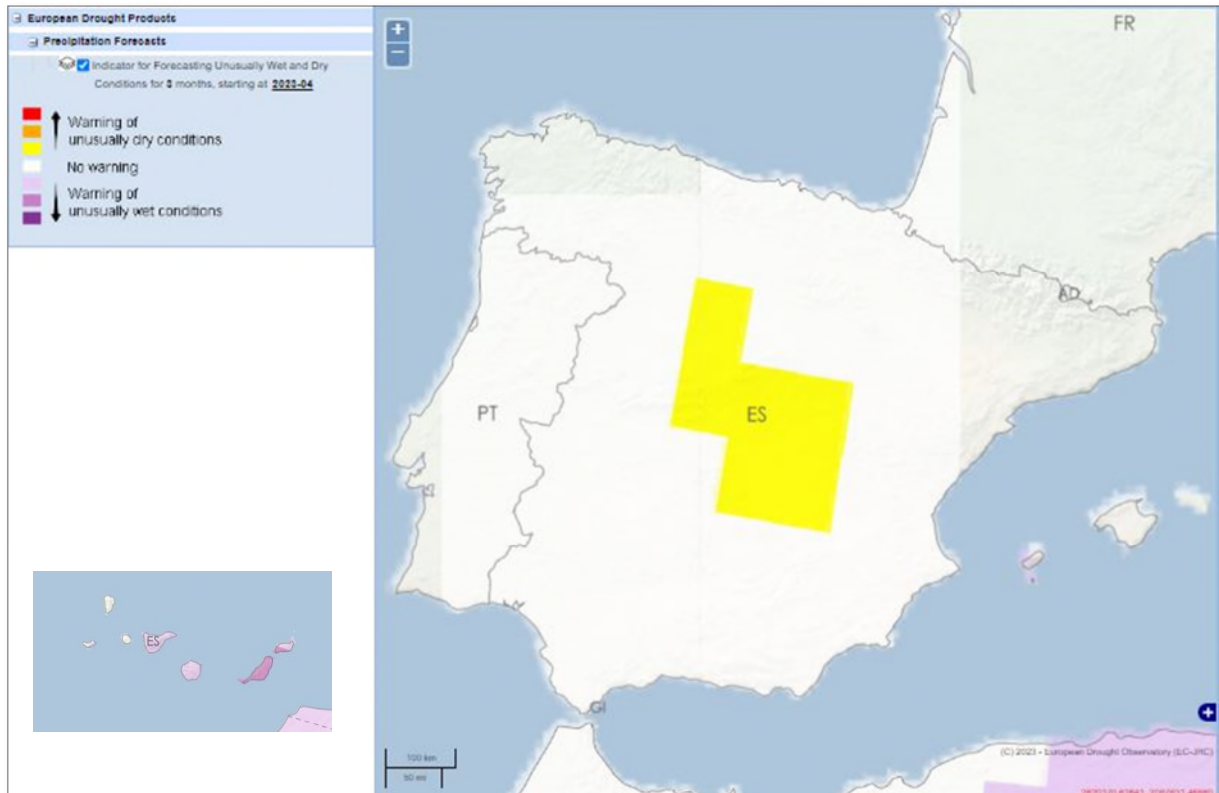 European Drought Products
Precipitation Forecasts
Indicator for Forecasting Unusually Wet and Dry
Conditions for 3 months, starting at 2023-04
Warning of
unusually dry conditions
No warning
Warning of
unusually wet conditions
+
−
FR
AD
PT
ES
ES
GI
100 km
50 mi
+
(C) 2023 - European Drought Observatory (EC-JRC)